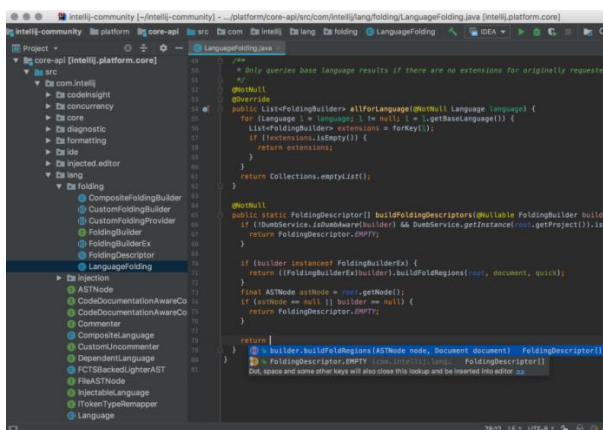 intellij-community [~/intellij-community] - .../platform/core-api/src/com/intellij/lang/folding/LanguageFolding.java [intellij.platform.core]
intellij-community platform core-api src com intellij lang folding LanguageFolding IDEA
Project LanguageFolding.java
core-api [intellij.platform.core]
src
com.intellij
codeInsight
concurrency
core
diagnostic
formatting
ide
injected.editor
lang
folding
CompositeFoldingBuilder
CustomFoldingBuilder
CustomFoldingProvider
FoldingBuilder
FoldingBuilderEx
FoldingDescriptor
LanguageFolding
injection
ASTNode
CodeDocumentationAwareCo
CodeDocumentationAwareCo
Commenter
CompositeLanguage
CustomUncommenter
DependentLanguage
FCTSBackedLighterAST
FileASTNode
InjectableLanguage
ITokenTypeRemapper
Language
/**
* Only queries base language results if there are no extensions for originally requeste
*/
@NotNull
@Override
public List<FoldingBuilder> allForLanguage(@NotNull Language language) {
for (Language l = language; l != null; l = l.getBaseLanguage()) {
List<FoldingBuilder> extensions = forKey(l);
if (!extensions.isEmpty()) {
return extensions;
}
}
return Collections.emptyList();
}
@NotNull
public static FoldingDescriptor[] buildFoldingDescriptors(@Nullable FoldingBuilder build
if (!DumbService.isDumbAware(builder) && DumbService.getInstance(root.getProject()).is
return FoldingDescriptor.EMPTY;
}
if (builder instanceof FoldingBuilderEx) {
return ((FoldingBuilderEx)builder).buildFoldRegions(root, document, quick);
}
final ASTNode astNode = root.getNode();
if (astNode == null || builder == null) {
return FoldingDescriptor.EMPTY;
}
return
builder.buildFoldRegions(ASTNode node, Document document) FoldingDescriptor[]
FoldingDescriptor.EMPTY (com.intellij.lang... FoldingDescriptor[]
Dot, space and some other keys will also close this lookup and be inserted into editor >>
}
}
79:12 LF UTF-8